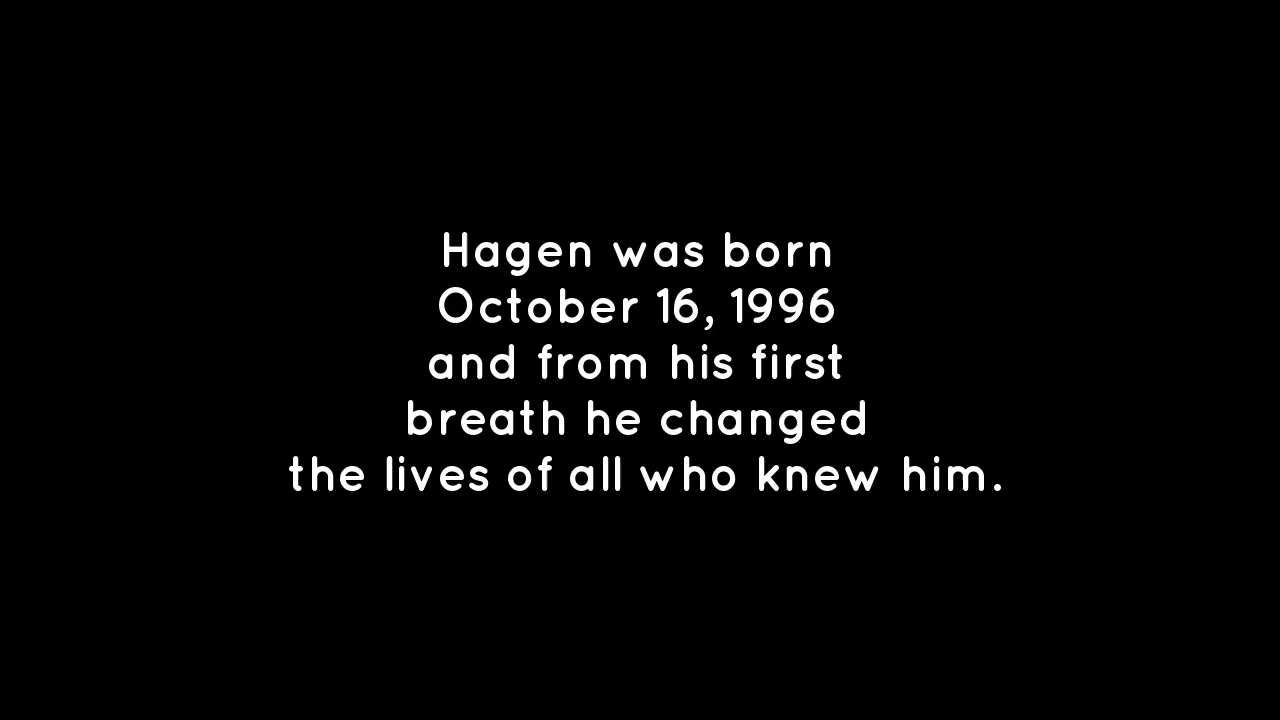 Hagen was born
October 16, 1996
and from his first
breath he changed
the lives of all who knew him.